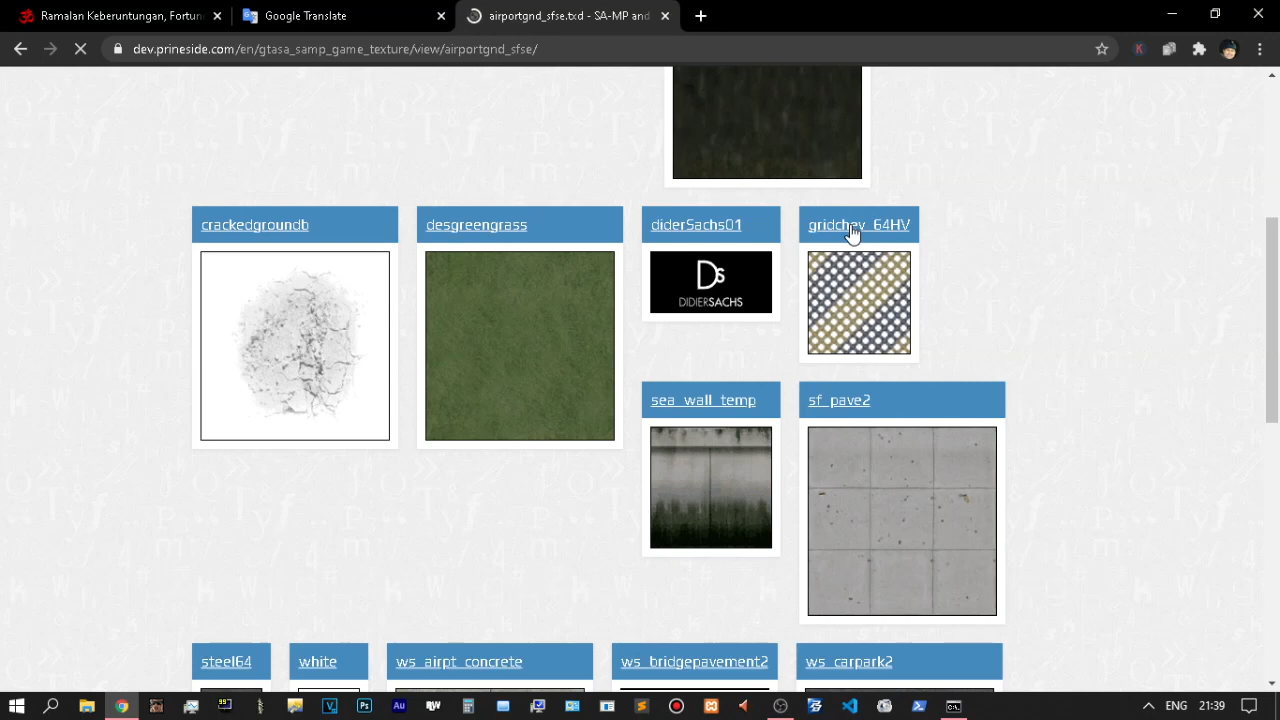 Ramalan Keberuntungan, Fortun
Google Translate
airportgnd_sfse.txd - SA-MP and
dev.prineside.com/en/gtasa_samp_game_texture/view/airportgnd_sfse/
crackedgroundb
desgreengrass
diderSachs01
gridchev_64HV
Ds
DIDIERSACHS
sea_wall_temp
sf_pave2
steel64
white
ws_airpt_concrete
ws_bridgepavement2
ws_carpark2
ENG
21:39